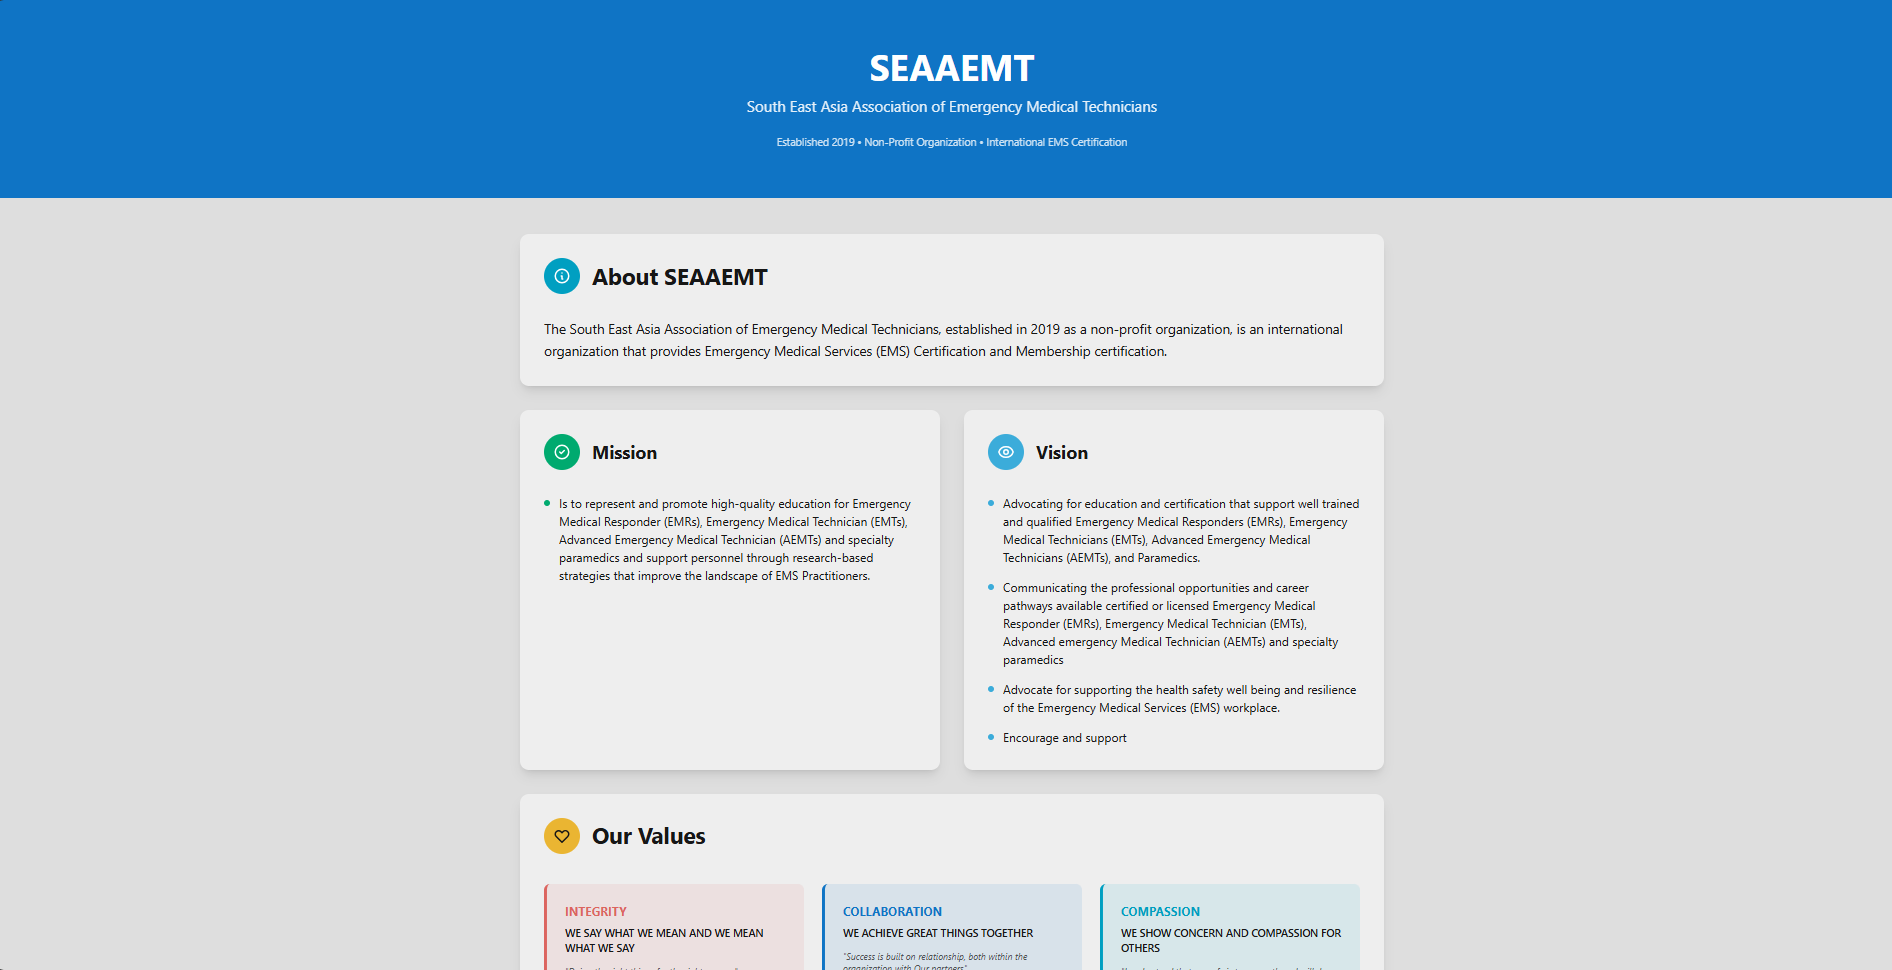 SEAAEMT
South East Asia Association of Emergency Medical Technicians
Established 2019 • Non-Profit Organization • International EMS Certification
About SEAAEMT
The South East Asia Association of Emergency Medical Technicians, established in 2019 as a non-profit organization, is an international
organization that provides Emergency Medical Services (EMS) Certification and Membership certification.
Mission
Is to represent and promote high-quality education for Emergency
Medical Responder (EMRs), Emergency Medical Technician (EMTs),
Advanced Emergency Medical Technician (AEMTs) and specialty
paramedics and support personnel through research-based
strategies that improve the landscape of EMS Practitioners.
Vision
Advocating for education and certification that support well trained
and qualified Emergency Medical Responders (EMRs), Emergency
Medical Technicians (EMTs), Advanced Emergency Medical
Technicians (AEMTs), and Paramedics.
Communicating the professional opportunities and career
pathways available certified or licensed Emergency Medical
Responder (EMRs), Emergency Medical Technician (EMTs),
Advanced emergency Medical Technician (AEMTs) and specialty
paramedics
Advocate for supporting the health safety well being and resilience
of the Emergency Medical Services (EMS) workplace.
Encourage and support
Our Values
INTEGRITY
WE SAY WHAT WE MEAN AND WE MEAN
WHAT WE SAY
COLLABORATION
WE ACHIEVE GREAT THINGS TOGETHER
"Success is built on relationship, both within the
organization with Our partners"
COMPASSION
WE SHOW CONCERN AND COMPASSION FOR
OTHERS